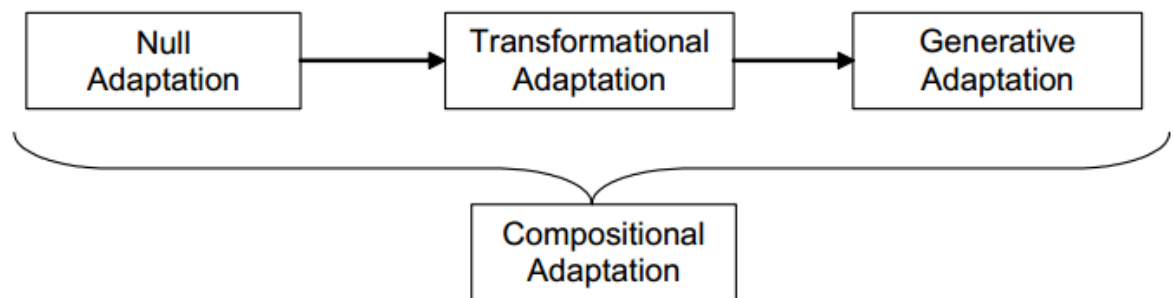 Null
Adaptation
Transformational
Adaptation
Generative
Adaptation
Compositional
Adaptation